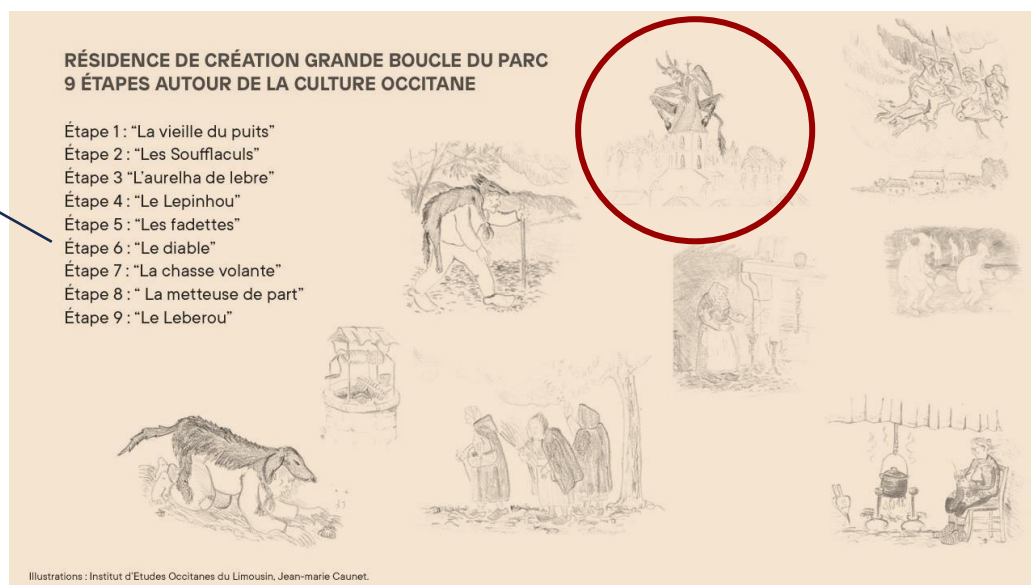 RÉSIDENCE DE CRÉATION GRANDE BOUCLE DU PARC
9 ÉTAPES AUTOUR DE LA CULTURE OCCITANE
Étape 1 : “La vieille du puits”
Étape 2 : “Les Soufflaculs”
Étape 3 “L’aurelha de lebre”
Étape 4 : “Le Lepinhou”
Étape 5 : “Les fadettes”
Étape 6 : “Le diable”
Étape 7 : “La chasse volante”
Étape 8 : “ La metteuse de part”
Étape 9 : “Le Leberou”
Illustrations : Institut d’Etudes Occitanes du Limousin, Jean-marie Caunet.